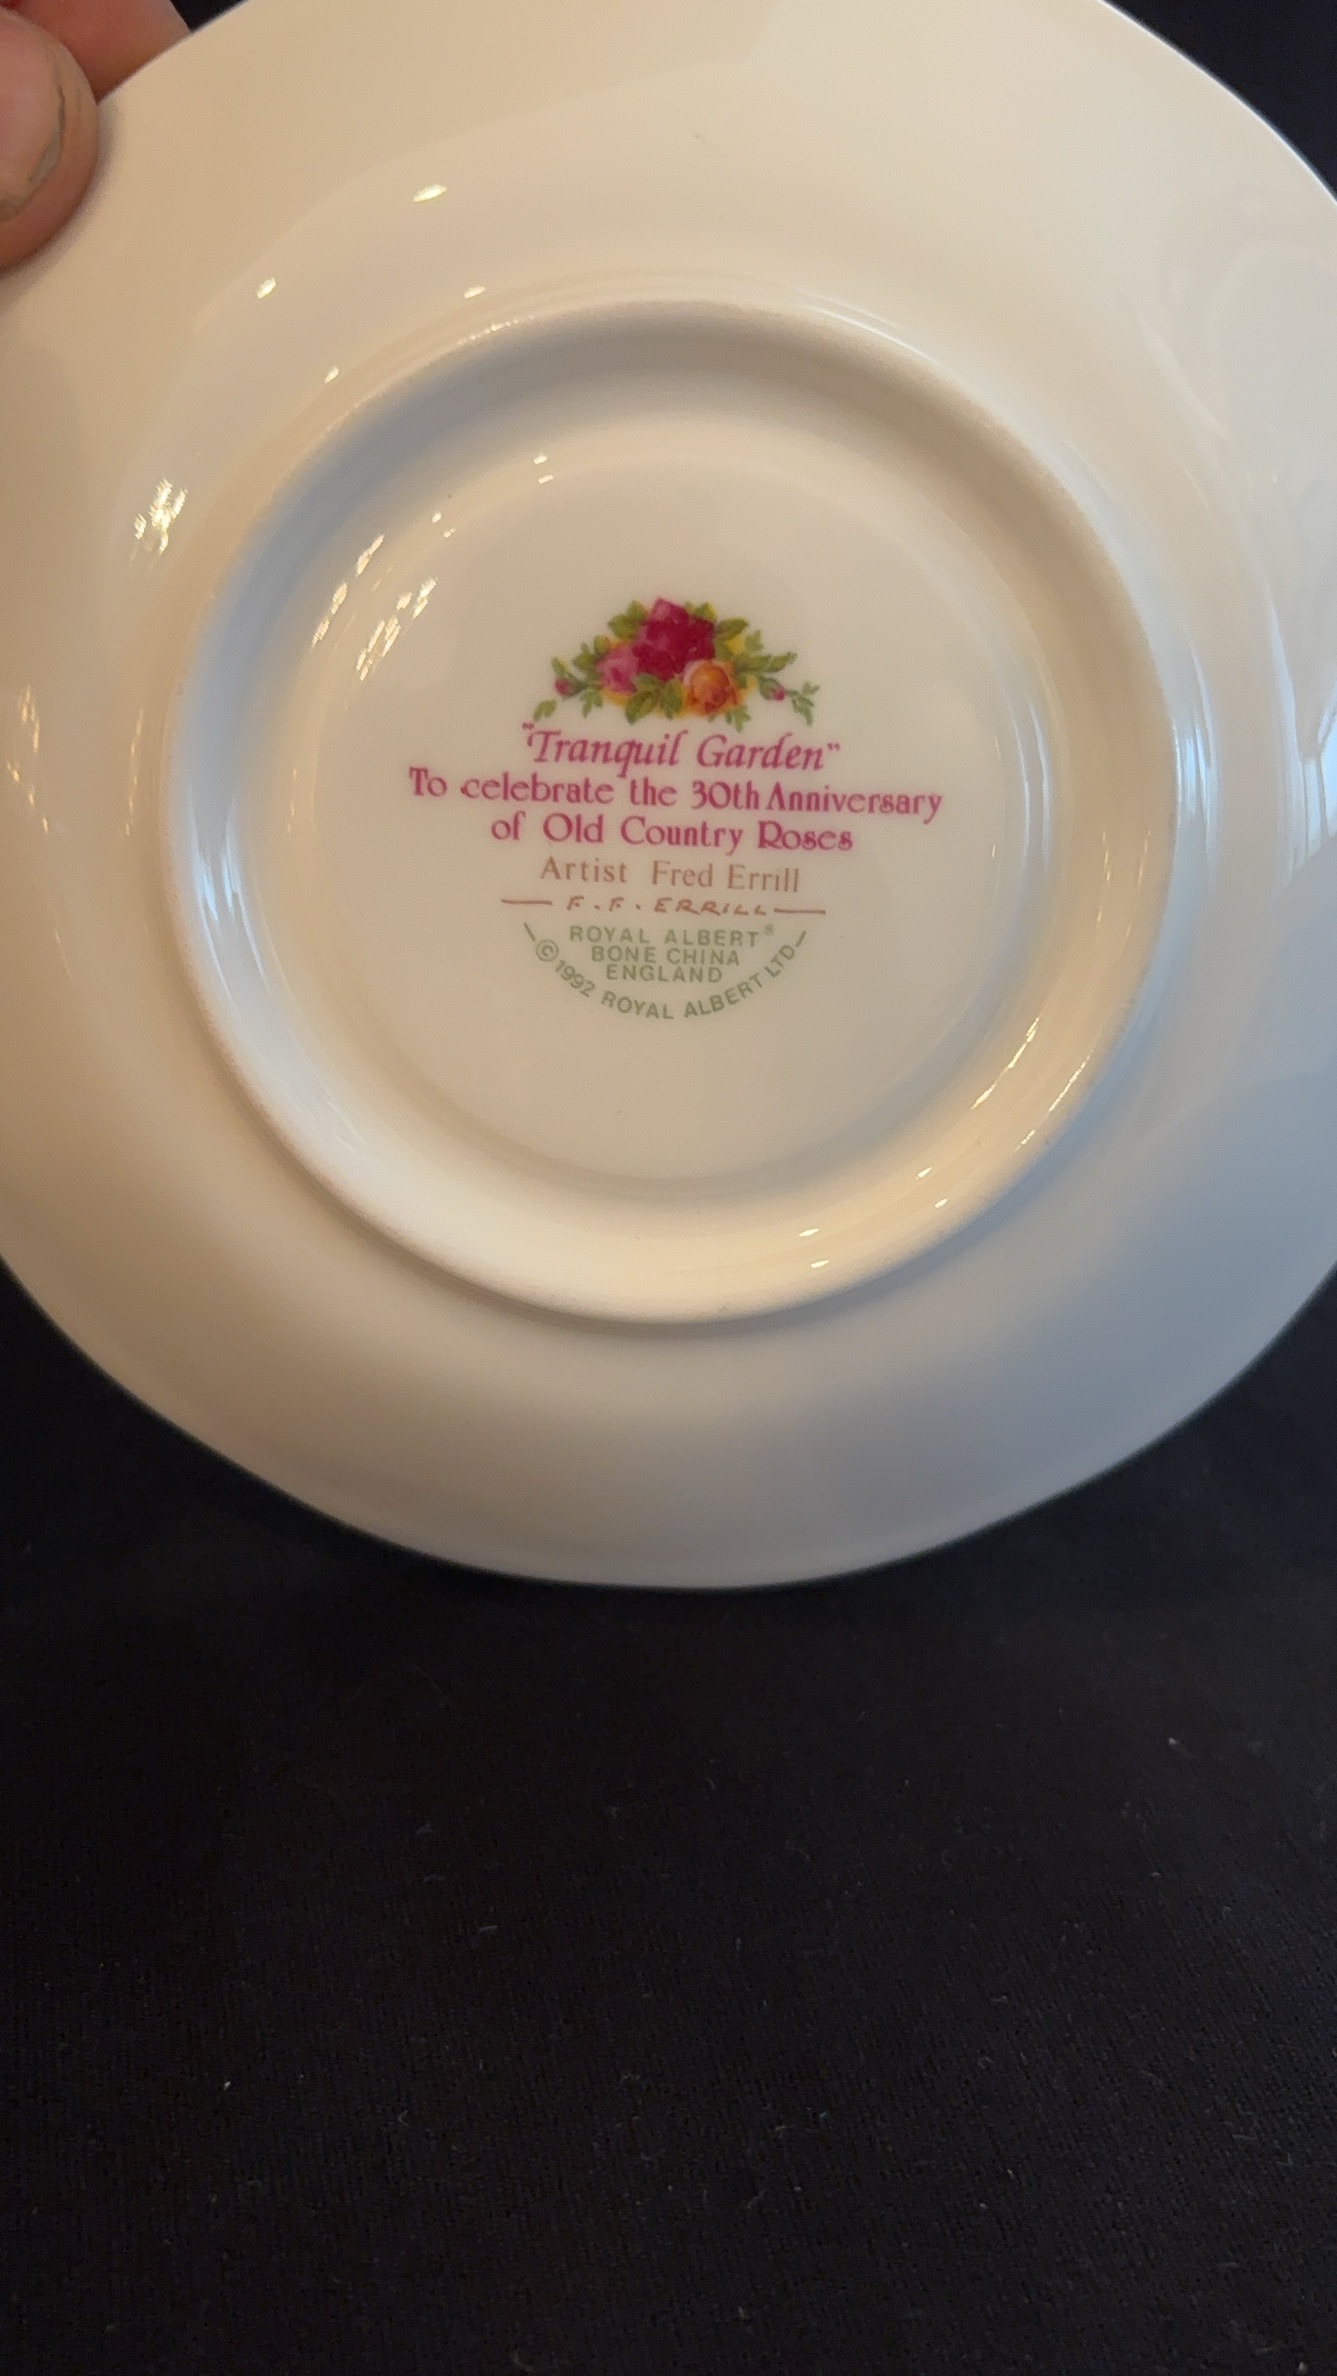 "Tranquil Garden"
To celebrate the 30th Anniversary
of Old Country Roses
Artist Fred Errill
F. F. ERRILL
ROYAL ALBERT®
BONE CHINA
ENGLAND
©1992 ROYAL ALBERT LTD